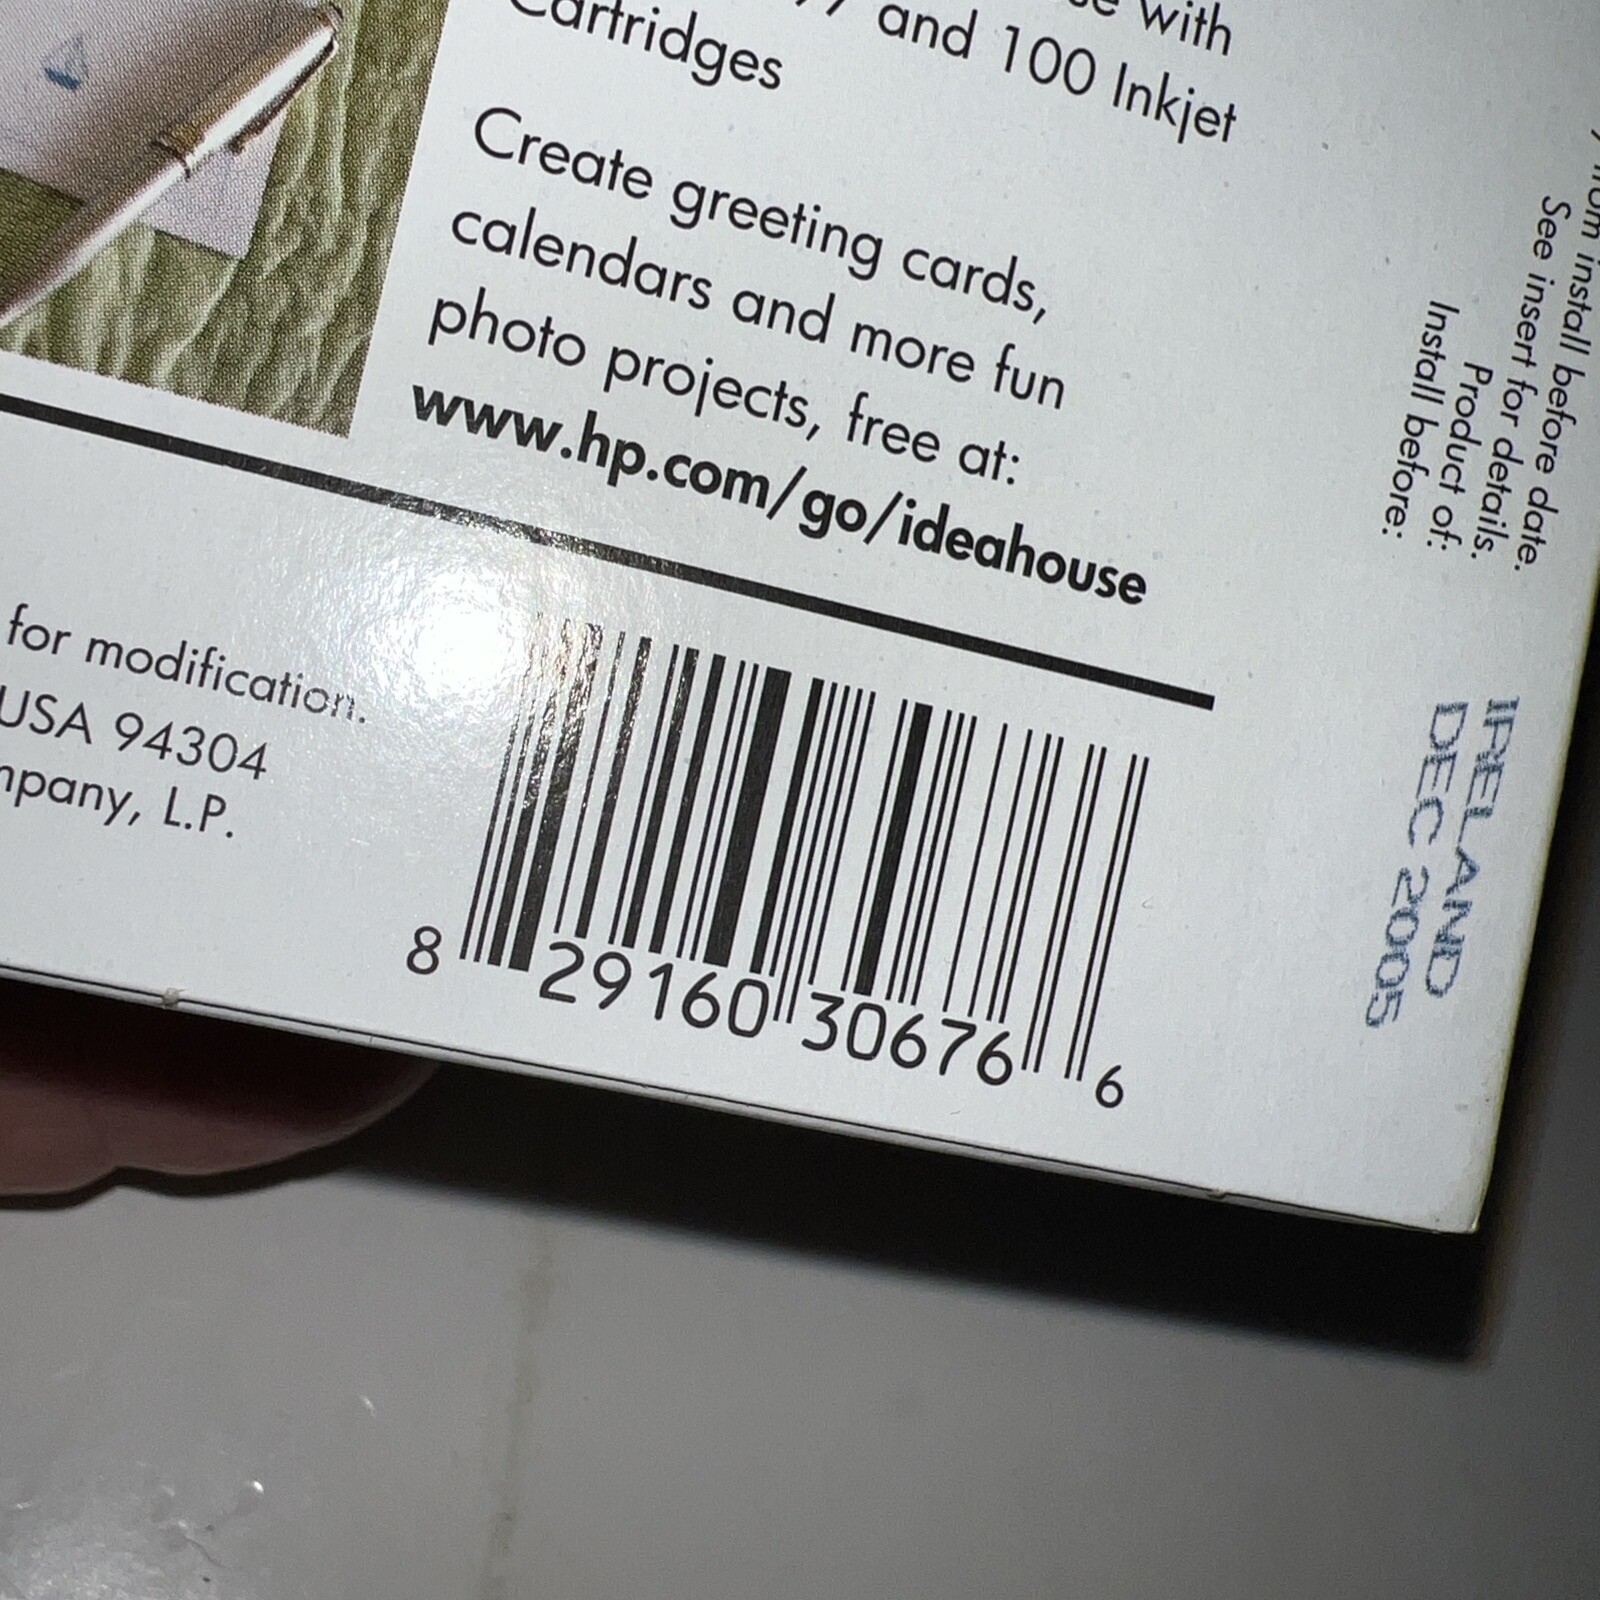 with
and 100 Inkjet
Cartridges
Create greeting cards,
calendars and more fun
photo projects, free at:
www.hp.com/go/ideahouse
for modification.
USA 94304
L.P.
8 29160 30676 6
from install before date.
See insert for details.
Product of:
Install before:
IRELAND
DEC 2005